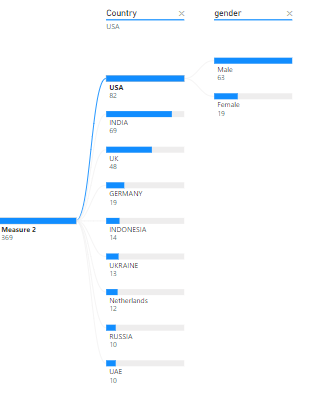 Country
USA
gender
Measure 2
369
USA
82
INDIA
69
UK
48
GERMANY
19
INDONESIA
14
UKRAINE
13
Netherlands
12
RUSSIA
10
UAE
10
Male
63
Female
19